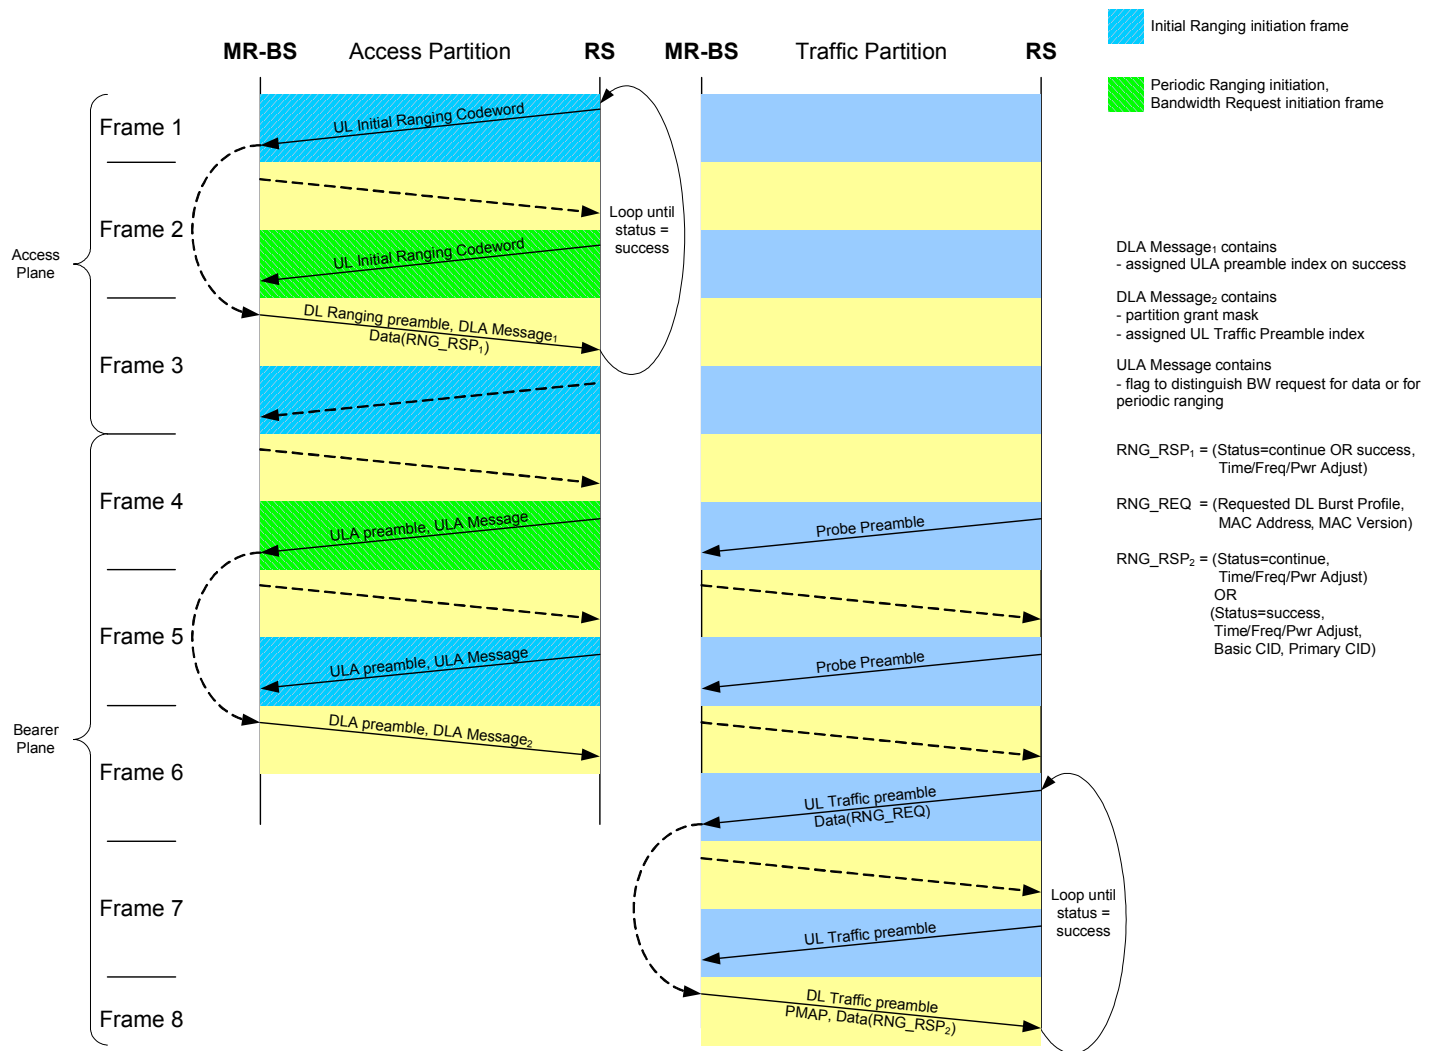 MR-BS Access Partition RS
MR-BS Traffic Partition RS
Initial Ranging initiation frame
Periodic Ranging initiation,
Bandwidth Request initiation frame
Access
Plane
Bearer
Plane
Frame 1
Frame 2
Frame 3
Frame 4
Frame 5
Frame 6
Frame 7
Frame 8
UL Initial Ranging Codeword
UL Initial Ranging Codeword
DL Ranging preamble, DLA Message₁
Data(RNG_RSP₁)
Loop until
status =
success
ULA preamble, ULA Message
ULA preamble, ULA Message
DLA preamble, DLA Message₂
Probe Preamble
Probe Preamble
UL Traffic preamble
Data(RNG_REQ)
UL Traffic preamble
DL Traffic preamble
PMAP, Data(RNG_RSP₂)
Loop until
status =
success
DLA Message₁ contains
- assigned ULA preamble index on success
DLA Message₂ contains
- partition grant mask
- assigned UL Traffic Preamble index
ULA Message contains
- flag to distinguish BW request for data or for
periodic ranging
RNG_RSP₁ = (Status=continue OR success,
Time/Freq/Pwr Adjust)
RNG_REQ = (Requested DL Burst Profile,
MAC Address, MAC Version)
RNG_RSP₂ = (Status=continue,
Time/Freq/Pwr Adjust)
OR
(Status=success,
Time/Freq/Pwr Adjust,
Basic CID, Primary CID)